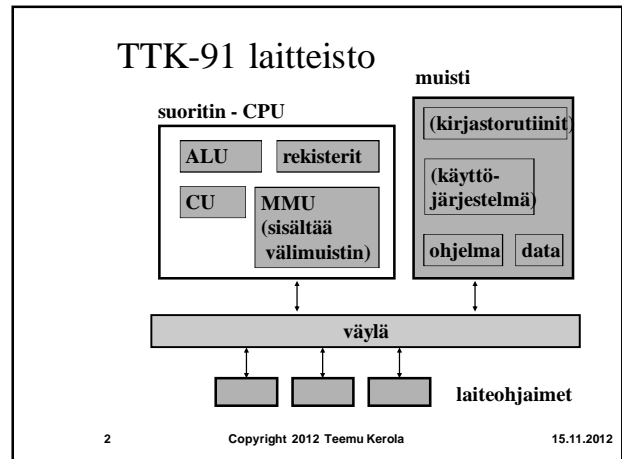 TTK-91 laitteisto
muisti
suoritin - CPU
(kirjastorutiinit)
ALU
rekisterit
(käyttö-
järjestelmä)
CU
MMU
(sisältää
välimuistin)
ohjelma
data
väylä
laiteohjaimet
2
Copyright 2012 Teemu Kerola
15.11.2012